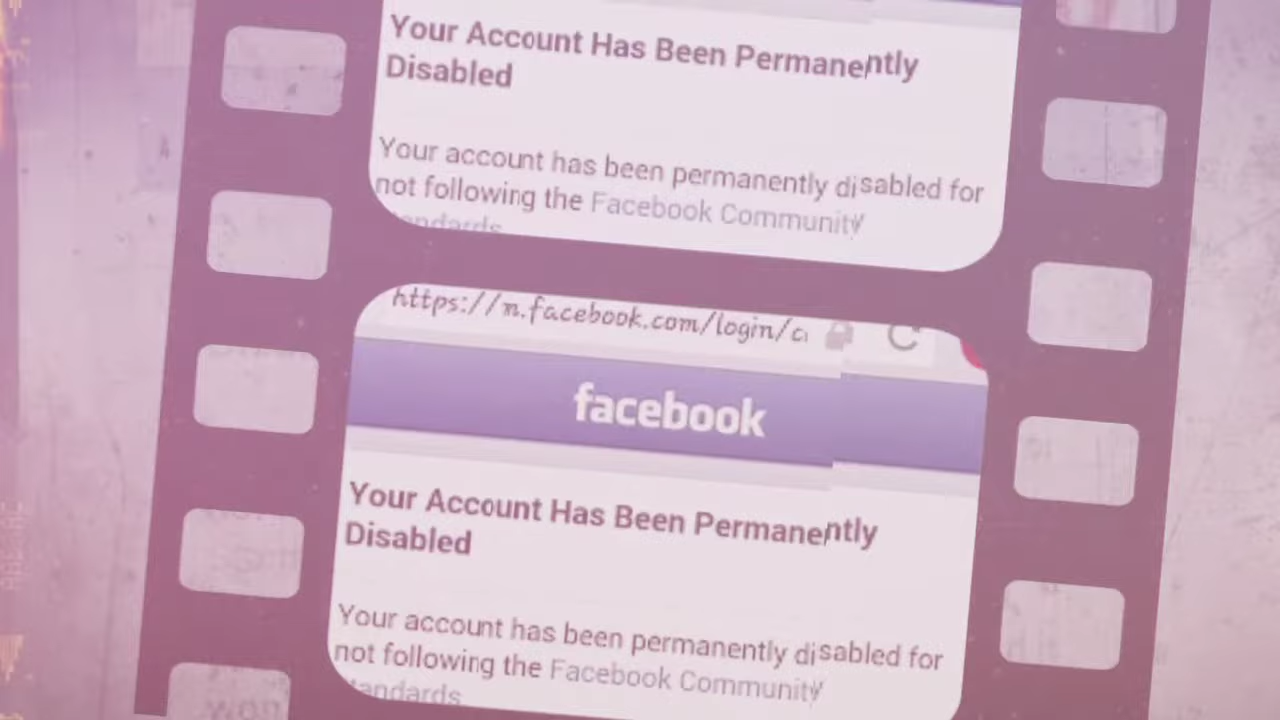 Your Account Has Been Permanently
Disabled
Your account has been permanently disabled for
not following the Facebook Community
tandards
https://m.facebook.com/login/c
facebook
Your Account Has Been Permanently
Disabled
Your account has been permanently disabled for
not following the Facebook Community
tandards